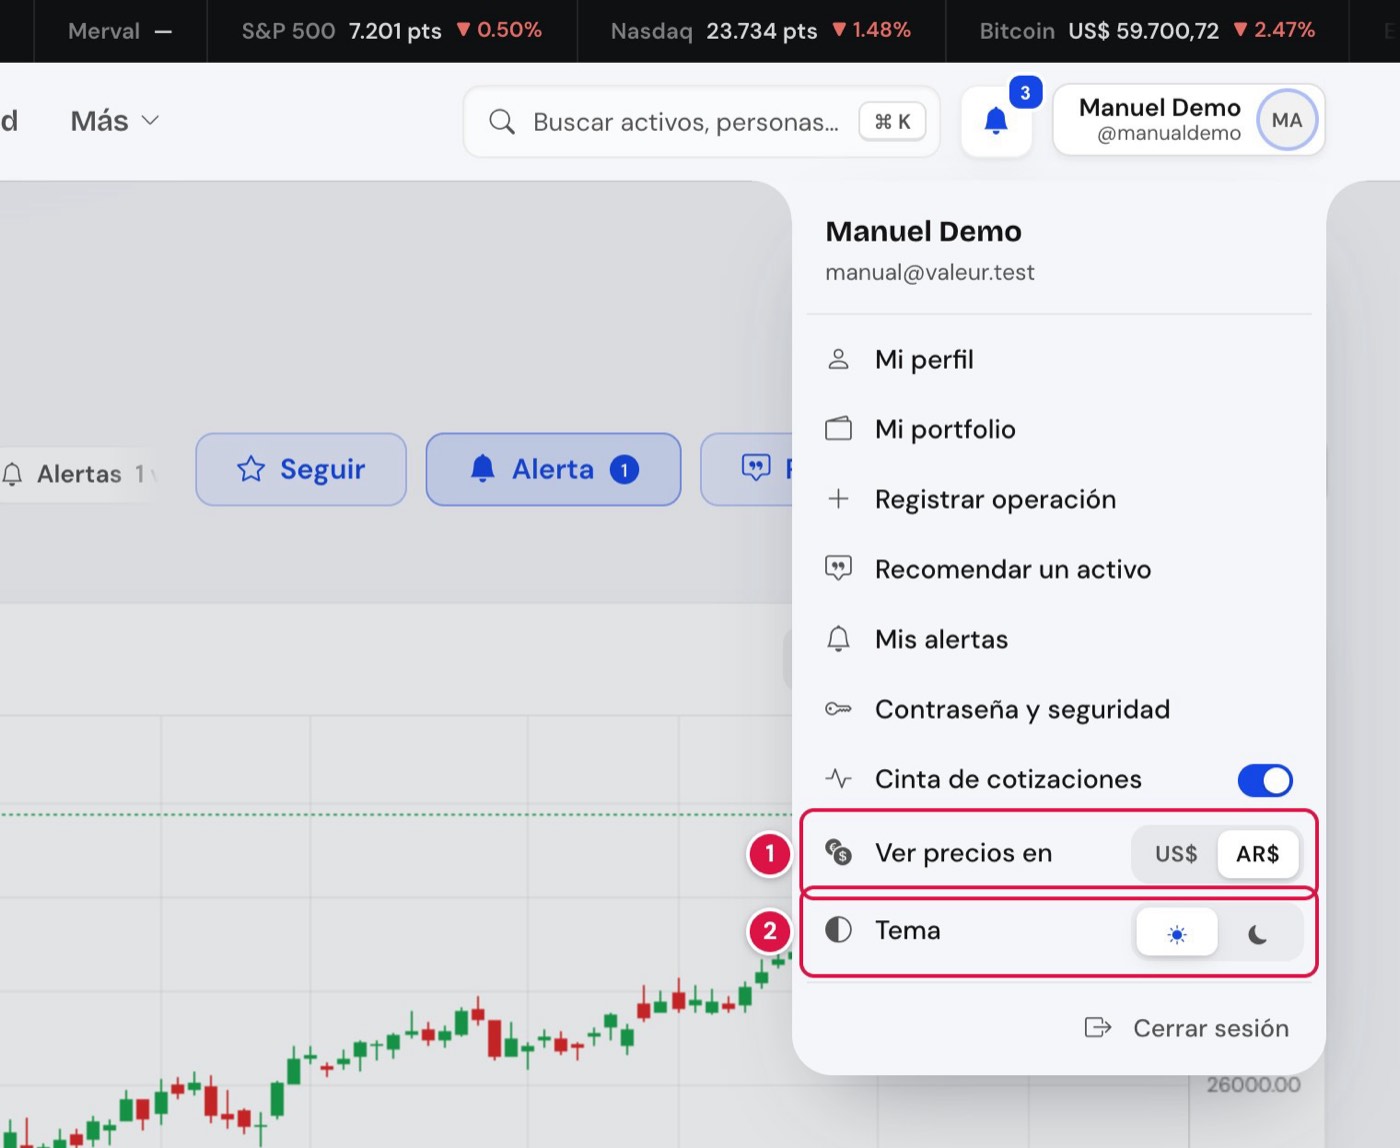 Merval — S&P 500 7.201 pts ▼ 0.50% Nasdaq 23.734 pts ▼ 1.48% Bitcoin US$ 59.700,72 ▼ 2.47%
d Más Buscar activos, personas... ⌘ K 3 Manuel Demo MA
@manualdemo
Manuel Demo
manual@valeur.test
Mi perfil
Mi portfolio
Alertas 1 Seguir Alerta 1
Registrar operación
Recomendar un activo
Mis alertas
Contraseña y seguridad
Cinta de cotizaciones
1 Ver precios en US$ AR$
2 Tema
Cerrar sesión
26000.00